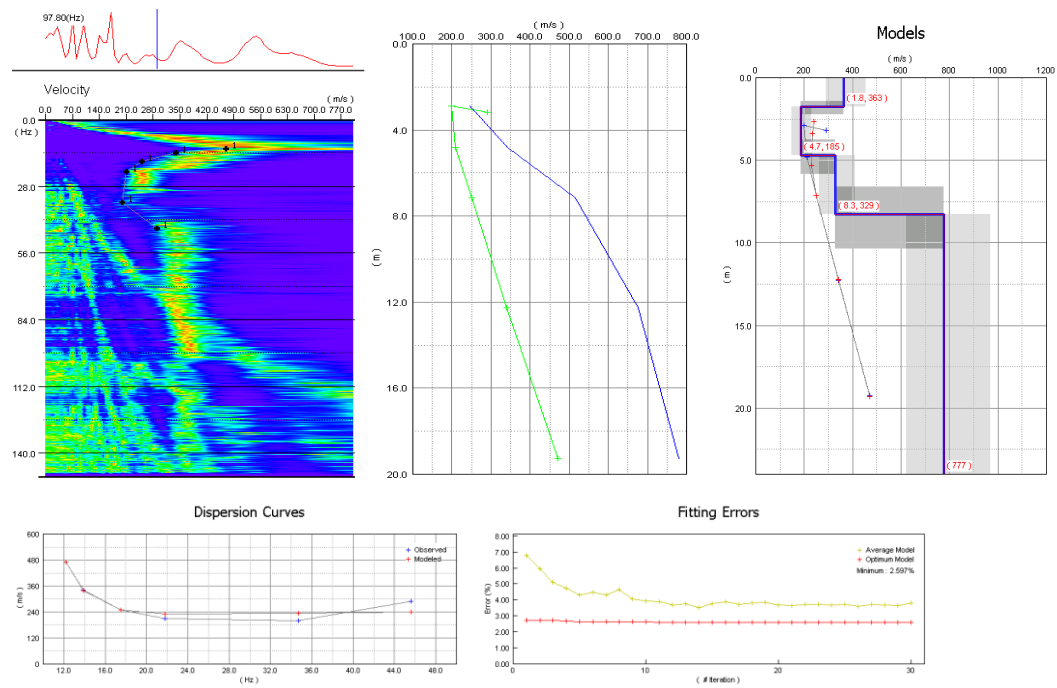 97.80(Hz)
Velocity
( m/s )
0.0 70.0 140.0 210.0 280.0 350.0 420.0 490.0 560.0 630.0 700.0 770.0
0.0
( Hz )
28.0
56.0
84.0
112.0
140.0
1
1
1
1
( m/s )
100.0 200.0 300.0 400.0 500.0 600.0 700.0 800.0
0.0
4.0
8.0
12.0
16.0
20.0
( m )
Models
( m/s )
0 200 400 600 800 1000 1200
0.0
5.0
10.0
15.0
20.0
( m )
( 1.8, 363)
( 4.7, 185)
( 8.3, 329)
( 777)
Dispersion Curves
600
480
360
240
120
0
(m/s)
Observed
Modeled
12.0 16.0 20.0 24.0 28.0 32.0 36.0 40.0 44.0 48.0
( Hz )
Fitting Errors
8.00
7.00
6.00
5.00
4.00
3.00
2.00
1.00
0.00
Error (%)
Average Model
Optimum Model
Minimum : 2.597%
0 10 20 30
( # Iteration )